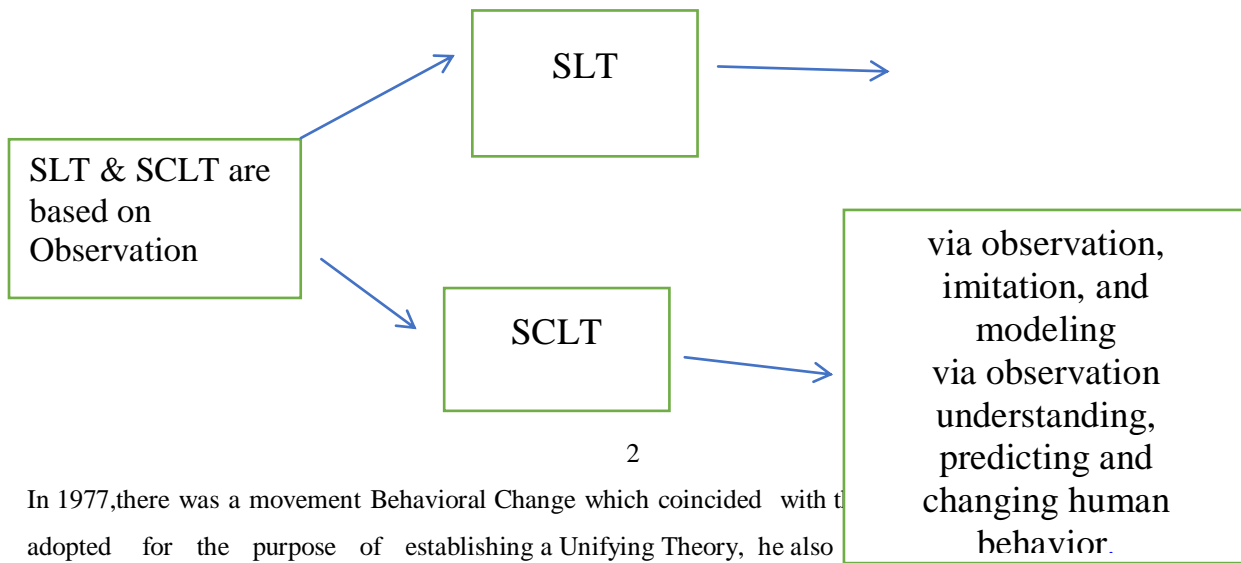 SLT
SLT & SCLT are
based on
Observation
SCLT
via observation,
imitation, and
modeling
via observation
understanding,
predicting and
changing human
behavior.
2
In 1977,there was a movement Behavioral Change which coincided with
adopted for the purpose of establishing a Unifying Theory, he also